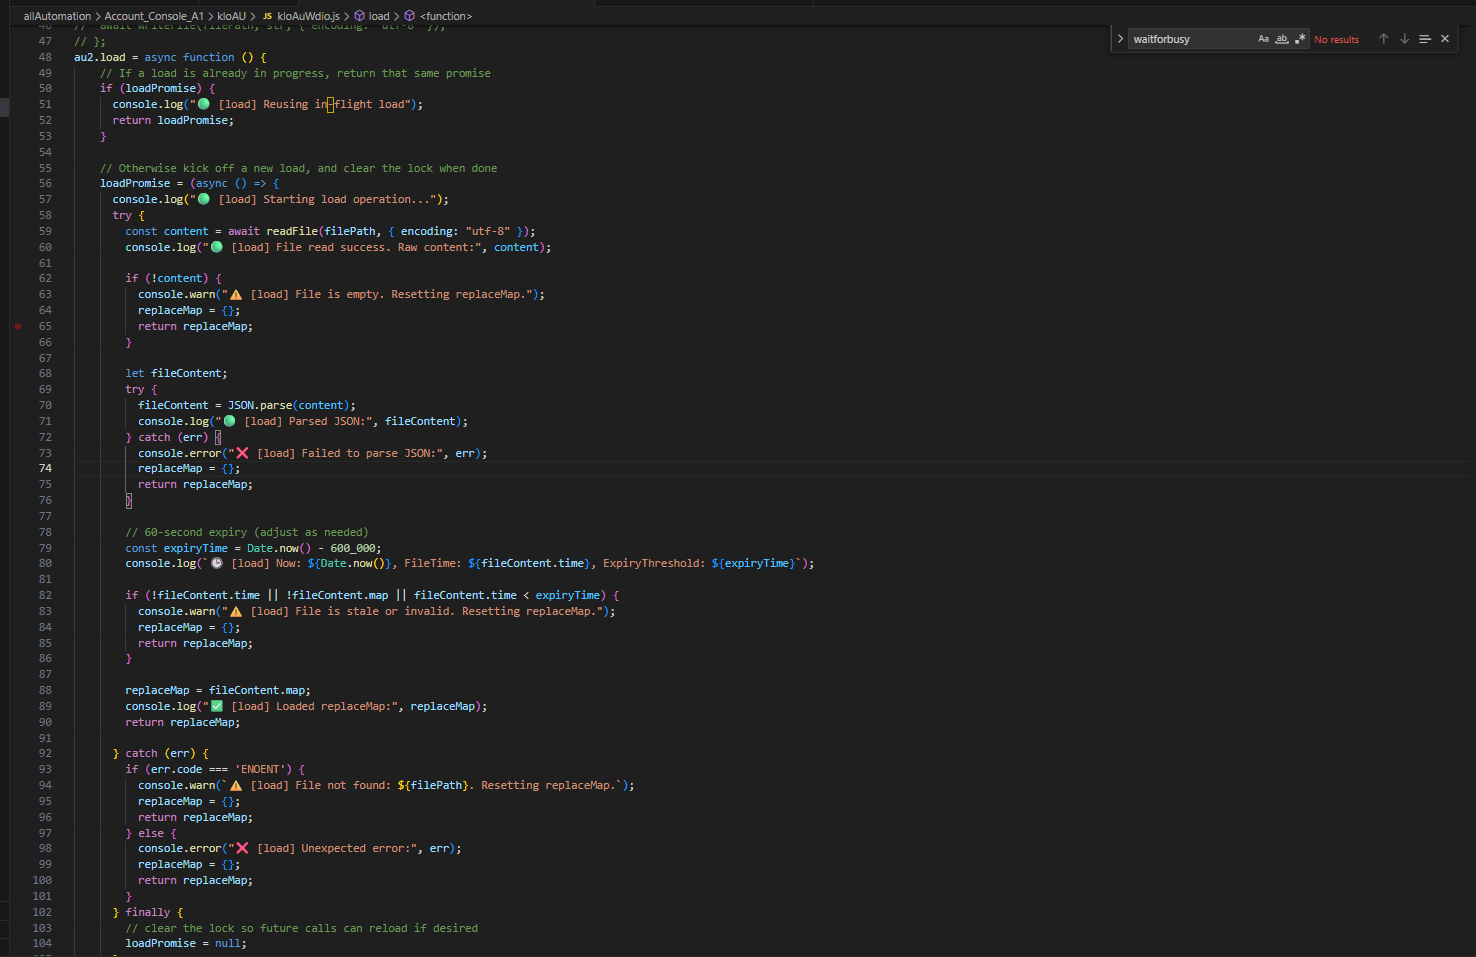 allAutomation > Account_Console_A1 > kloAU > JS kloAuWdio.js > load > <function>
46 // await writeFile(filePath, str, { encoding: "utf-8" });
waitforbusy Aa ab .* No results
47 // };
48 au2.load = async function () {
49 // If a load is already in progress, return that same promise
50 if (loadPromise) {
51 console.log("🟢 [load] Reusing in-flight load");
52 return loadPromise;
53 }
54
55 // Otherwise kick off a new load, and clear the lock when done
56 loadPromise = (async () => {
57 console.log("🟢 [load] Starting load operation...");
58 try {
59 const content = await readFile(filePath, { encoding: "utf-8" });
60 console.log("🟢 [load] File read success. Raw content:", content);
61
62 if (!content) {
63 console.warn("⚠️ [load] File is empty. Resetting replaceMap.");
64 replaceMap = {};
65 return replaceMap;
66 }
67
68 let fileContent;
69 try {
70 fileContent = JSON.parse(content);
71 console.log("🟢 [load] Parsed JSON:", fileContent);
72 } catch (err) {
73 console.error("❌ [load] Failed to parse JSON:", err);
74 replaceMap = {};
75 return replaceMap;
76 }
77
78 // 60-second expiry (adjust as needed)
79 const expiryTime = Date.now() - 600_000;
80 console.log(`🕒 [load] Now: ${Date.now()}, FileTime: ${fileContent.time}, ExpiryThreshold: ${expiryTime}`);
81
82 if (!fileContent.time || !fileContent.map || fileContent.time < expiryTime) {
83 console.warn("⚠️ [load] File is stale or invalid. Resetting replaceMap.");
84 replaceMap = {};
85 return replaceMap;
86 }
87
88 replaceMap = fileContent.map;
89 console.log("✅ [load] Loaded replaceMap:", replaceMap);
90 return replaceMap;
91
92 } catch (err) {
93 if (err.code === 'ENOENT') {
94 console.warn(`⚠️ [load] File not found: ${filePath}. Resetting replaceMap.`);
95 replaceMap = {};
96 return replaceMap;
97 } else {
98 console.error("❌ [load] Unexpected error:", err);
99 replaceMap = {};
100 return replaceMap;
101 }
102 } finally {
103 // clear the lock so future calls can reload if desired
104 loadPromise = null;